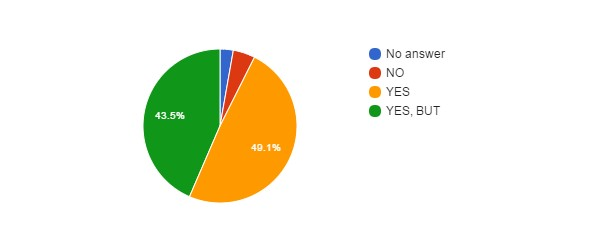 No answer
NO
YES
YES, BUT
43.5%
49.1%